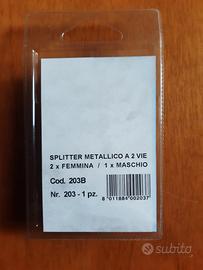 SPLITTER METALLICO A 2 VIE
2 x FEMMINA / 1 x MASCHIO
Cod. 203B
Nr. 203 - 1 pz.
8 011884 002037
subito